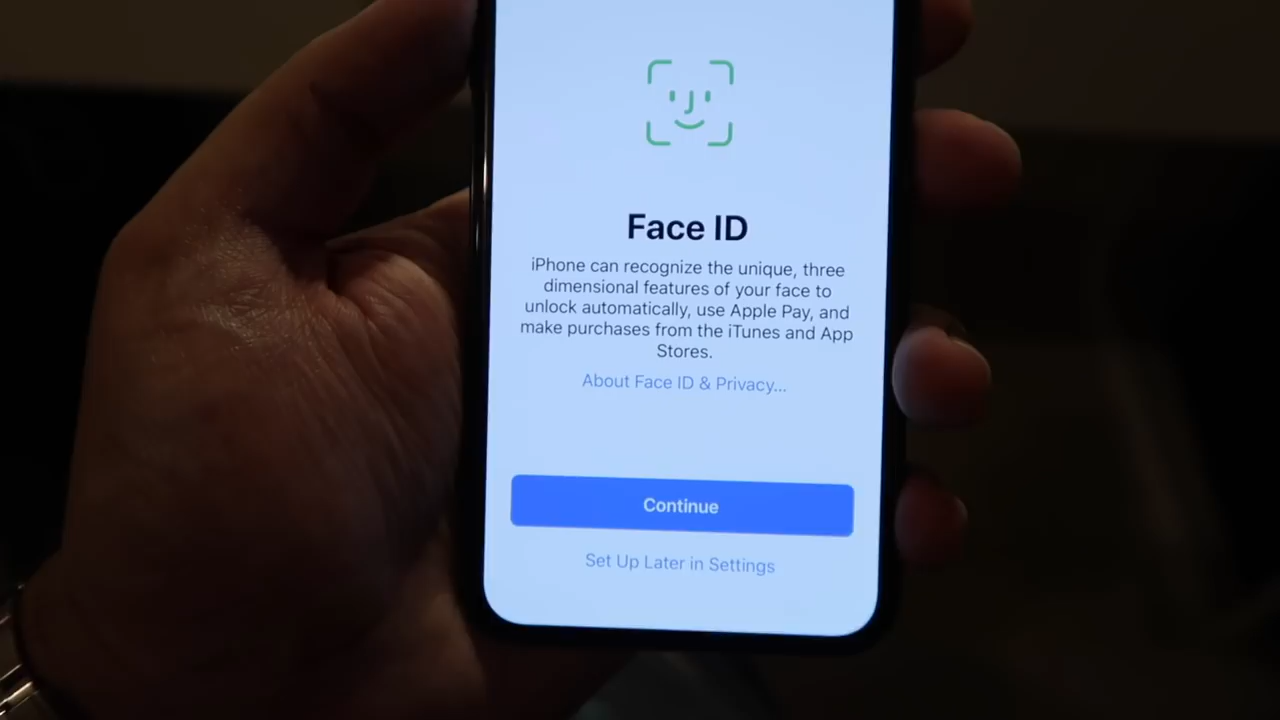 Face ID
iPhone can recognize the unique, three
dimensional features of your face to
unlock automatically, use Apple Pay, and
make purchases from the iTunes and App
Stores.
About Face ID & Privacy...
Continue
Set Up Later in Settings